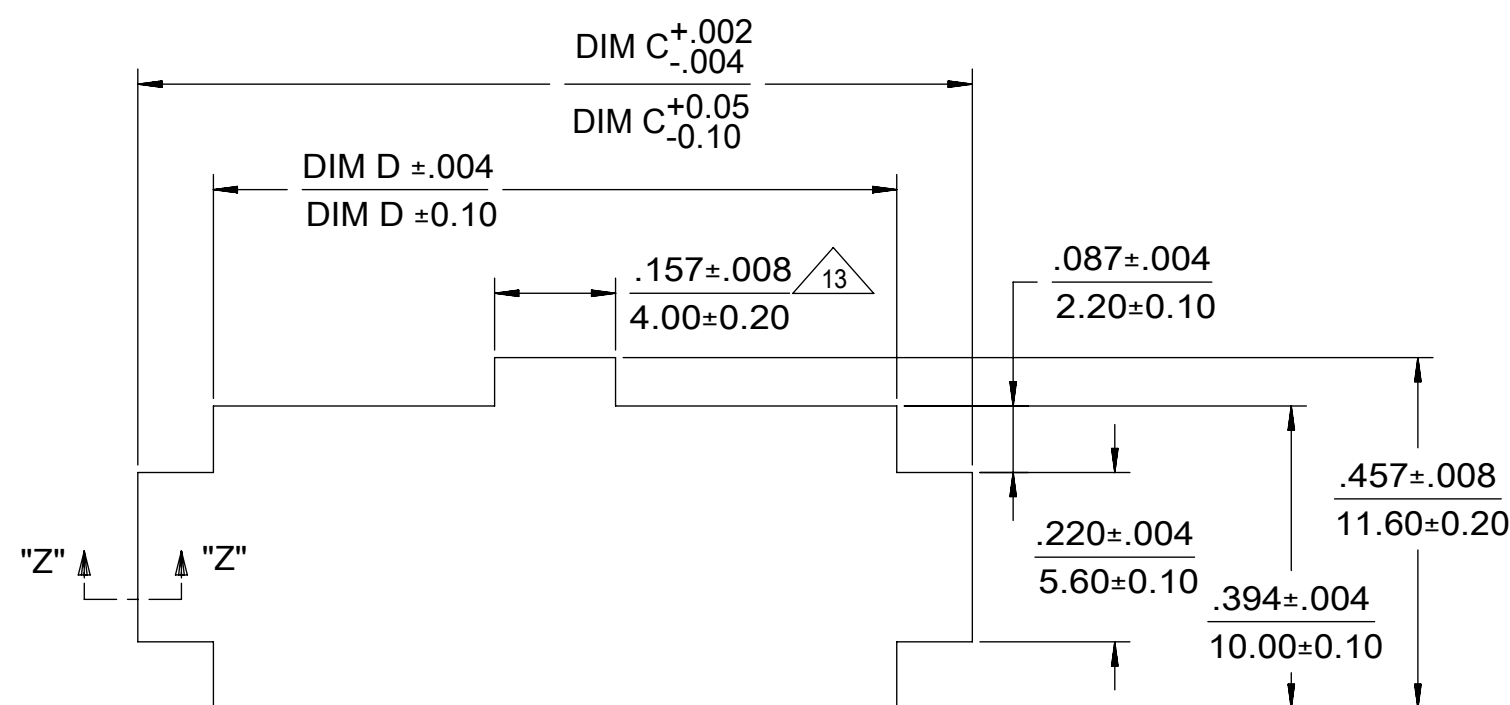 DIM C+.002
-.004
DIM C+0.05
-0.10
DIM D ±.004
DIM D ±0.10
.157±.008 13
4.00±0.20
.087±.004
2.20±0.10
.457±.008
11.60±0.20
.220±.004
5.60±0.10
"Z" "Z"
.394±.004
10.00±0.10